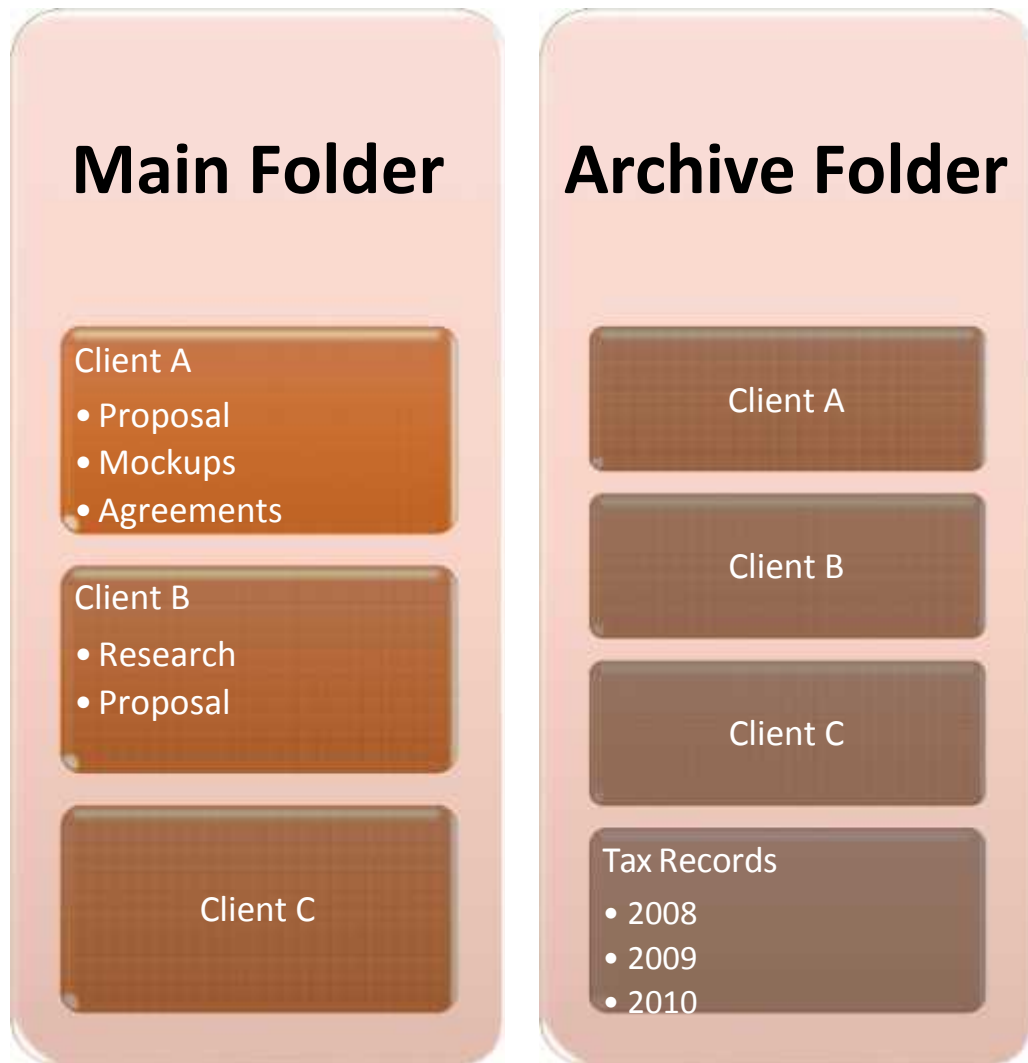 Main Folder
Client A
• Proposal
• Mockups
• Agreements
Client B
• Research
• Proposal
Client C
Archive Folder
Client A
Client B
Client C
Tax Records
• 2008
• 2009
• 2010